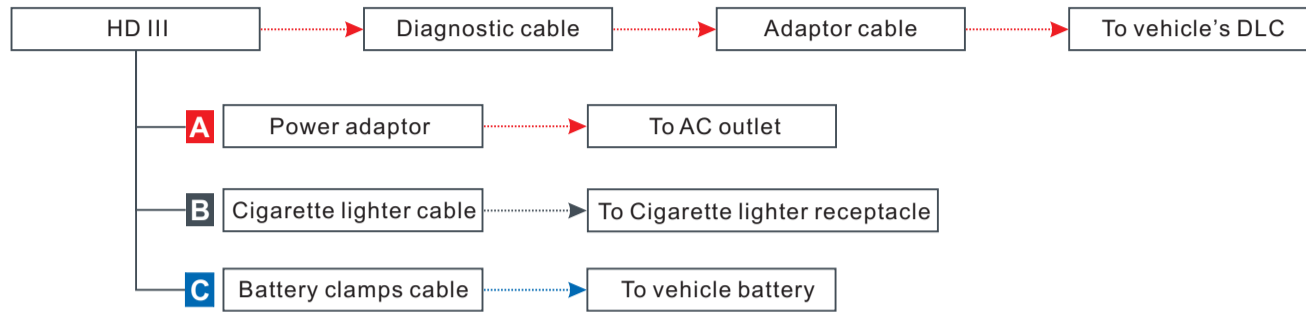 HD III
Diagnostic cable
Adaptor cable
To vehicle's DLC
A
Power adaptor
To AC outlet
B
Cigarette lighter cable
To Cigarette lighter receptacle
C
Battery clamps cable
To vehicle battery